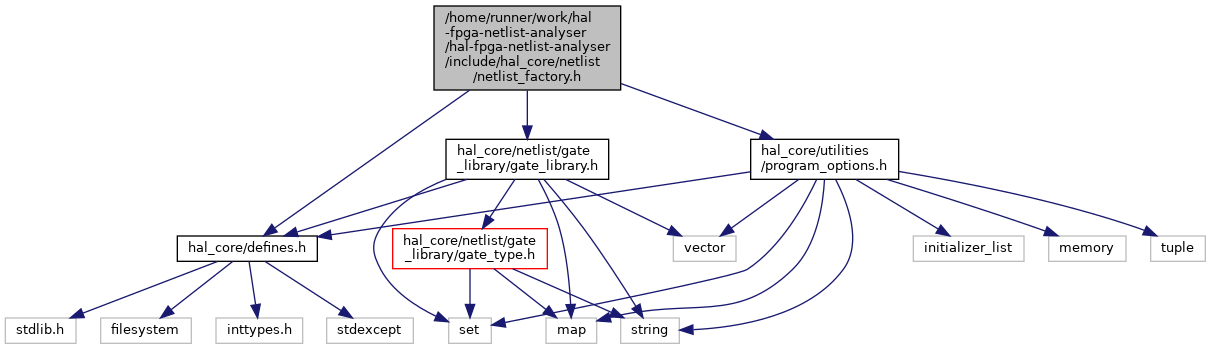 /home/runner/work/hal
-fpga-netlist-analyser
/hal-fpga-netlist-analyser
/include/hal_core/netlist
/netlist_factory.h
hal_core/netlist/gate
_library/gate_library.h
hal_core/utilities
/program_options.h
hal_core/defines.h
hal_core/netlist/gate
_library/gate_type.h
vector
initializer_list
memory
tuple
stdlib.h
filesystem
inttypes.h
stdexcept
set
map
string